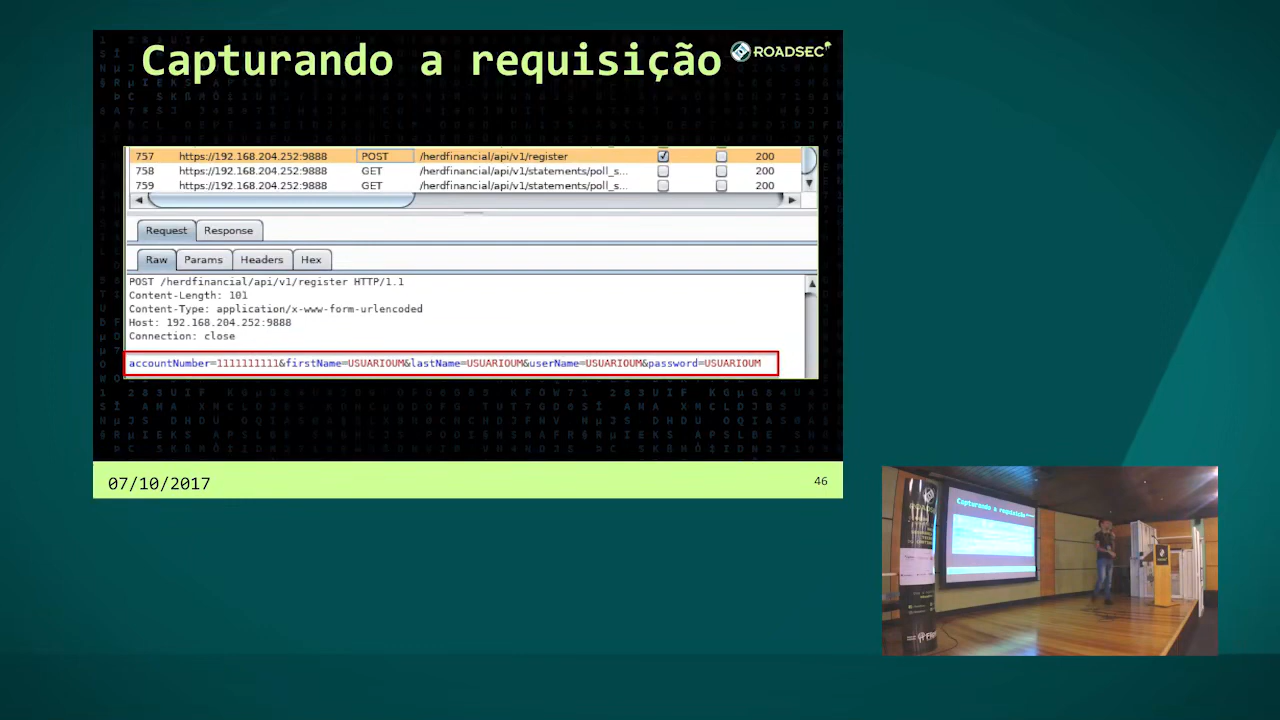 Capturando a requisição
ROADSEC
757 https://192.168.204.252:9888 POST /herdfinancial/api/v1/register 200
758 https://192.168.204.252:9888 GET /herdfinancial/api/v1/statements/poll_s... 200
759 https://192.168.204.252:9888 GET /herdfinancial/api/v1/statements/poll_s... 200
Request Response
Raw Params Headers Hex
POST /herdfinancial/api/v1/register HTTP/1.1
Content-Length: 101
Content-Type: application/x-www-form-urlencoded
Host: 192.168.204.252:9888
Connection: close
accountNumber=1111111111&firstName=USUARIOUM&lastName=USUARIOUM&userName=USUARIOUM&password=USUARIOUM
07/10/2017
46
ROADSEC
Capturando a requisição